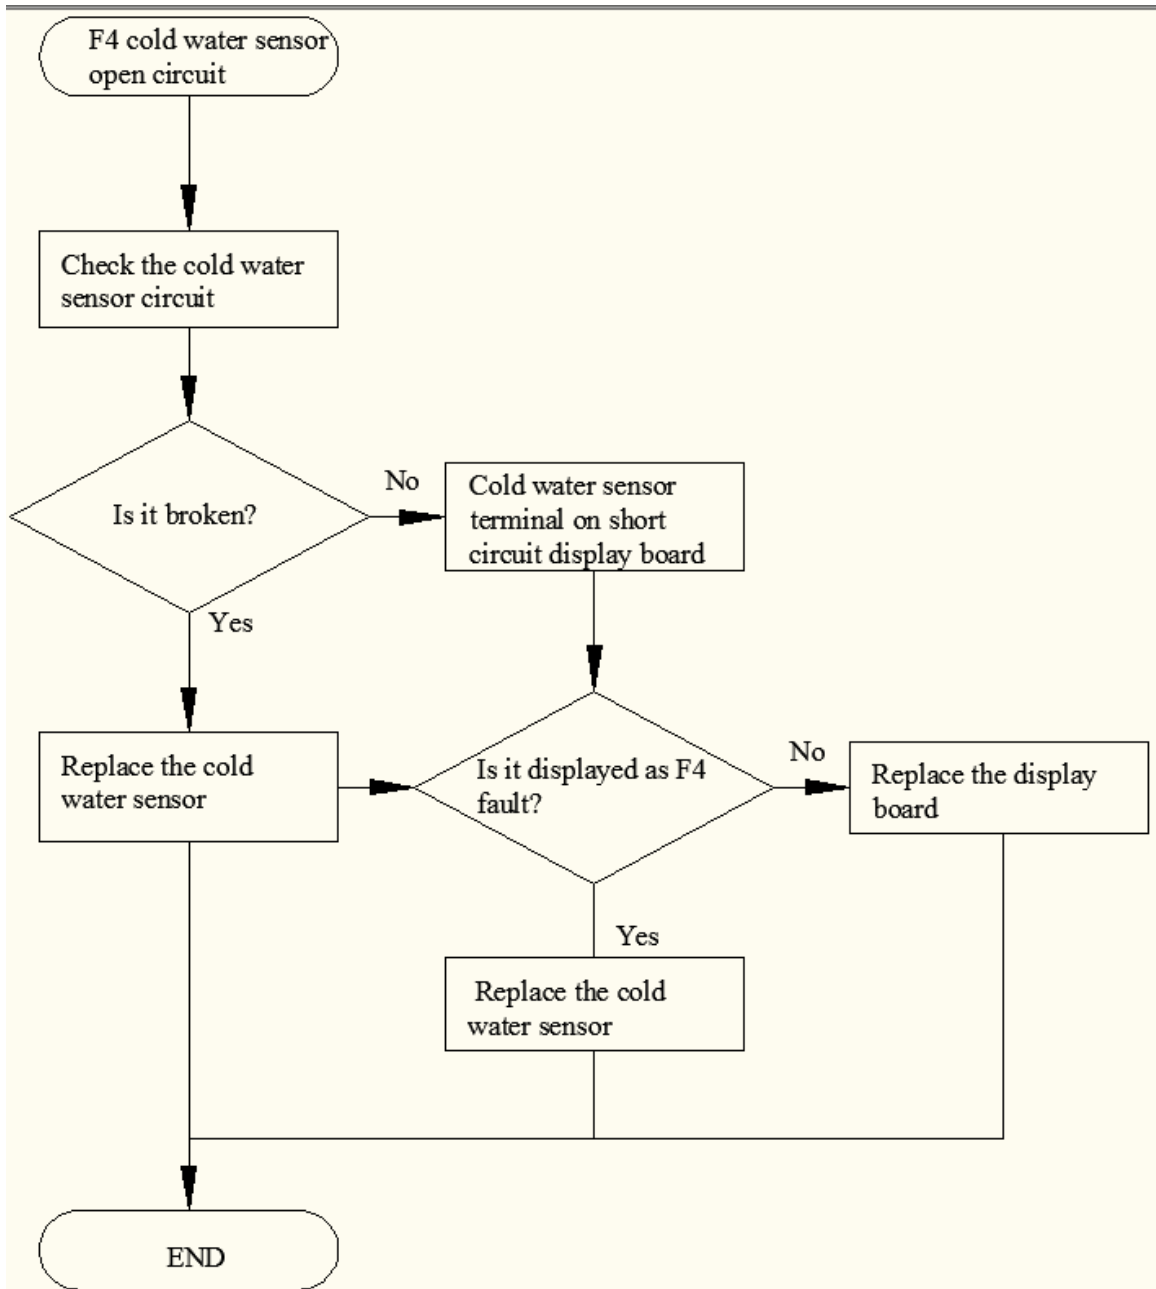 F4 cold water sensor
open circuit
Check the cold water
sensor circuit
Is it broken?
No
Cold water sensor
terminal on short
circuit display board
Yes
Replace the cold
water sensor
Is it displayed as F4
fault?
No
Replace the display
board
Yes
Replace the cold
water sensor
END